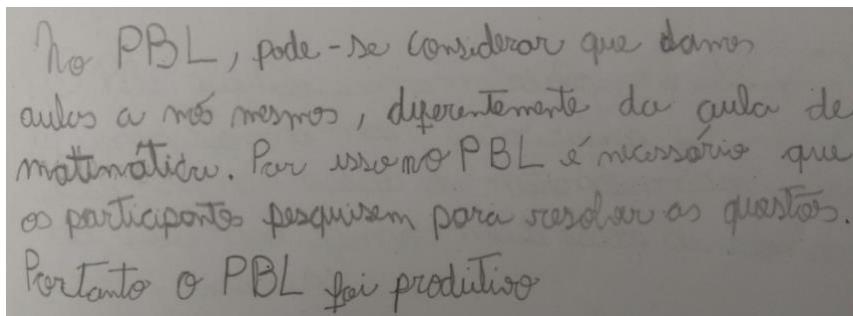 No PBL, pode-se considerar que damos
aulas a nós mesmos, diferentemente da aula de
matemática. Por isso no PBL é necessário que
os participantes pesquisem para resolver as questões.
Portanto o PBL foi produtivo